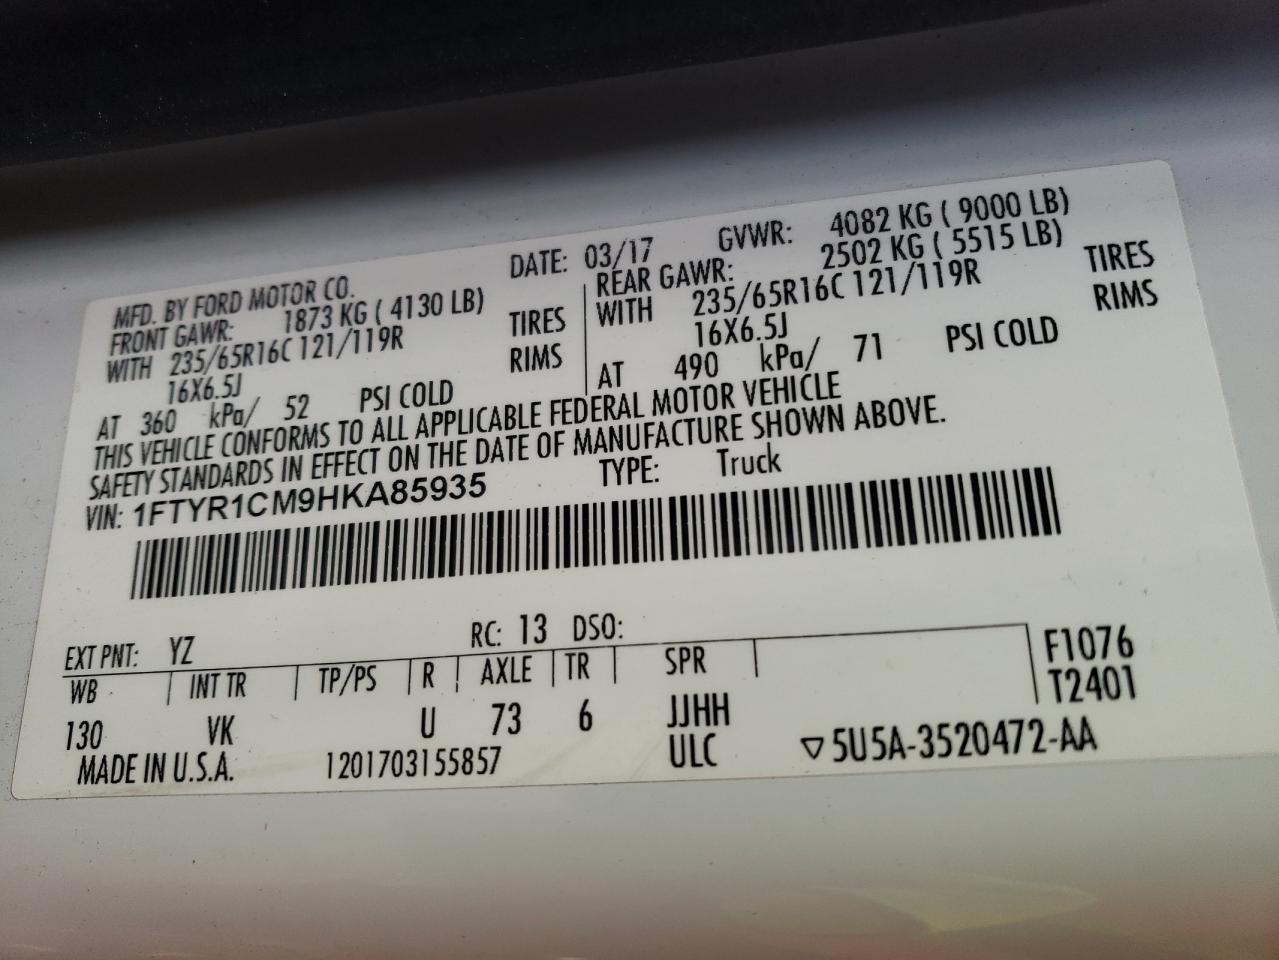 MFD. BY FORD MOTOR CO. DATE: 03/17 GVWR: 4082 KG ( 9000 LB)
FRONT GAWR: 1873 KG ( 4130 LB)
WITH 235/65R16C 121/119R TIRES
16X6.5J RIMS
AT 360 kPa/ 52 PSI COLD
REAR GAWR: 2502 KG ( 5515 LB)
WITH 235/65R16C 121/119R TIRES
16X6.5J RIMS
AT 490 kPa/ 71 PSI COLD
THIS VEHICLE CONFORMS TO ALL APPLICABLE FEDERAL MOTOR VEHICLE
SAFETY STANDARDS IN EFFECT ON THE DATE OF MANUFACTURE SHOWN ABOVE.
VIN: 1FTYR1CM9HKA85935 TYPE: Truck
EXT PNT: YZ RC: 13 DSO:
WB INT TR TP/PS R AXLE TR SPR F1076
T2401
130 VK U 73 6 JJHH
MADE IN U.S.A. 1201703155857 ULC ▽5U5A-3520472-AA